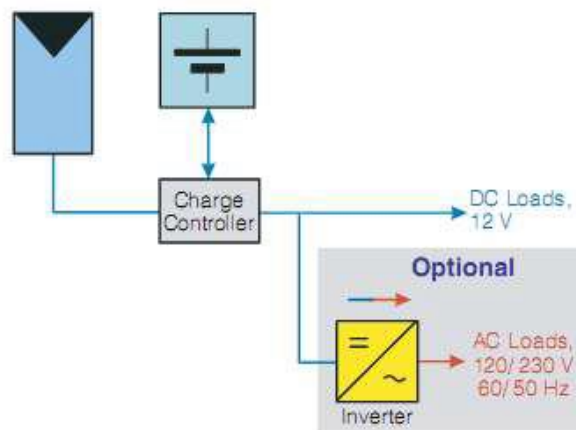 Charge
Controller
DC Loads,
12 V
Optional
AC Loads,
120/ 230 V
60/ 50 Hz
Inverter